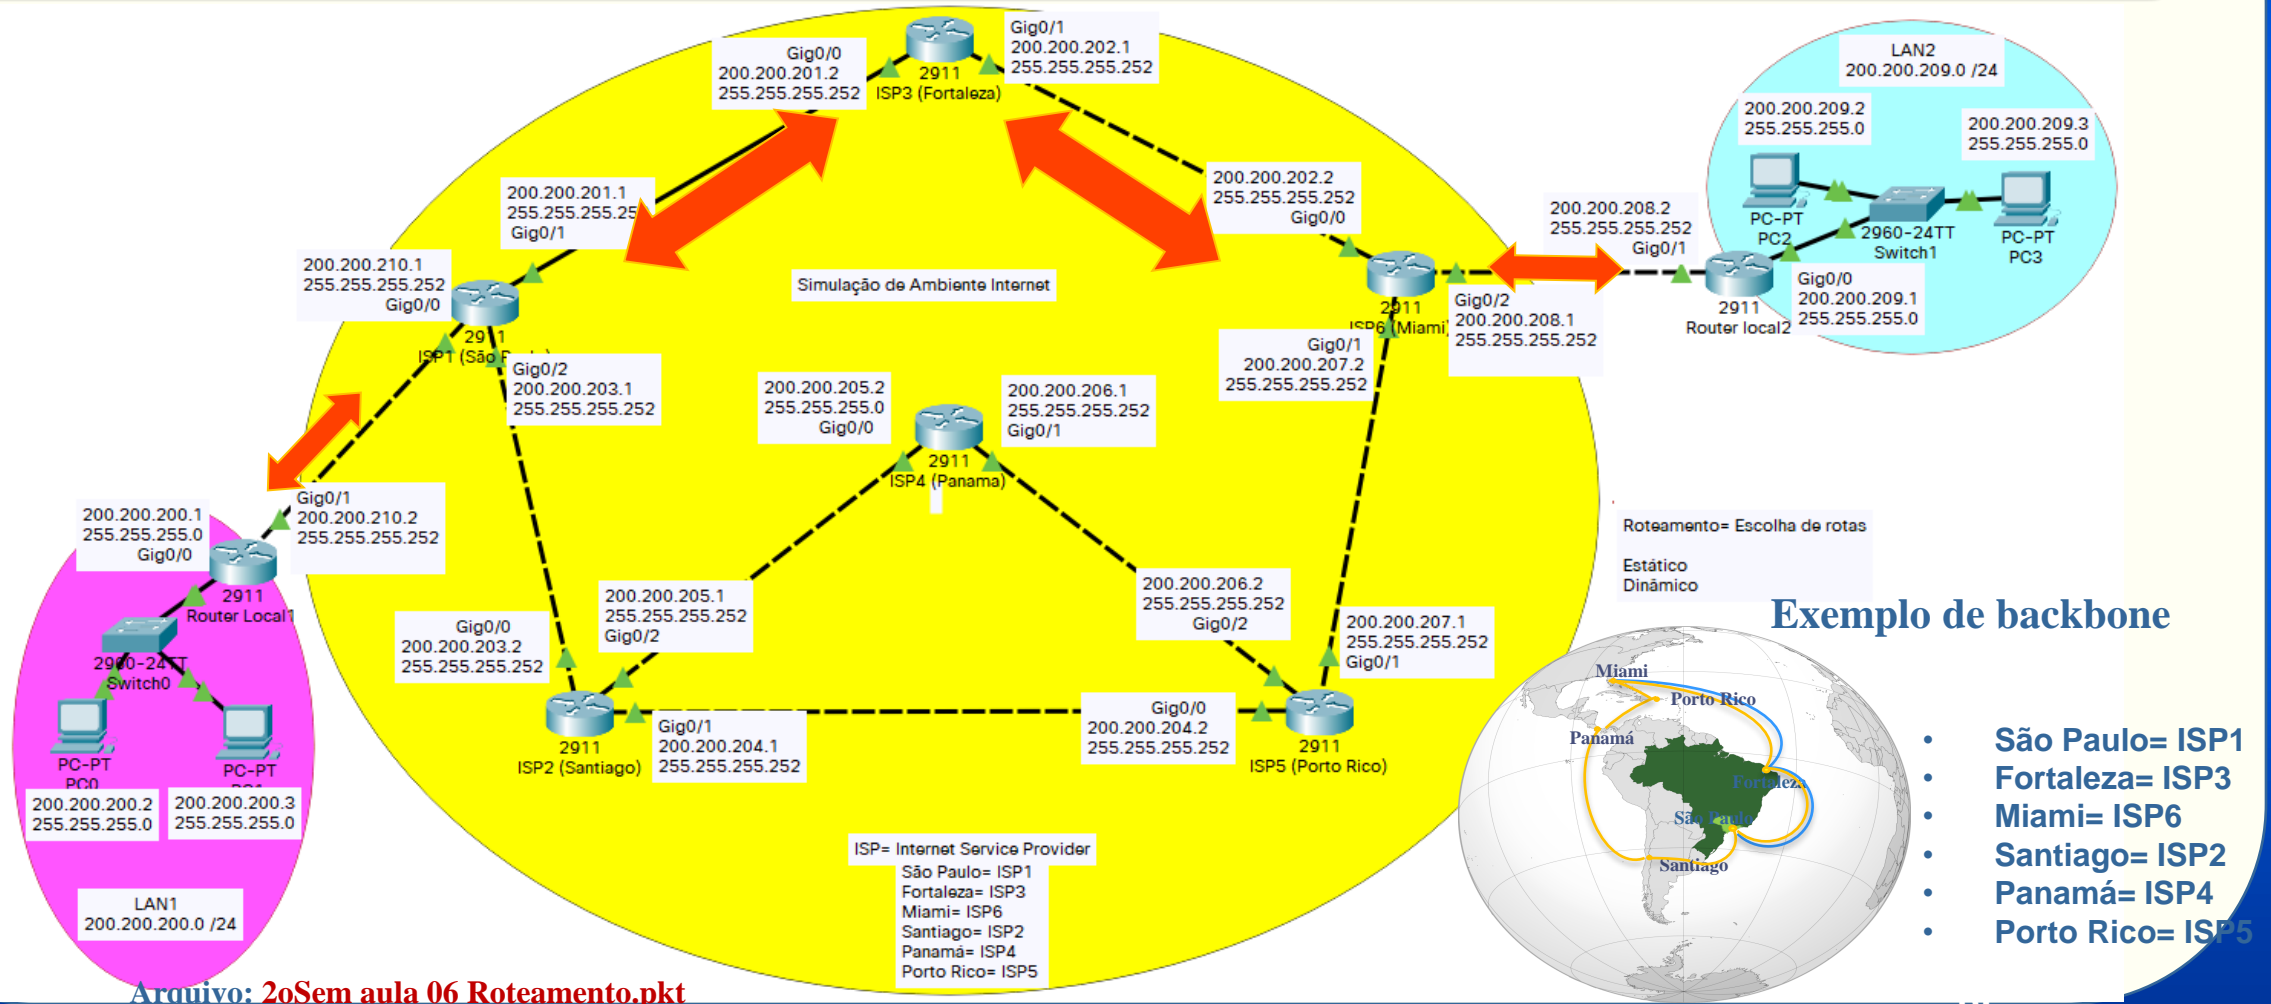 Gig0/0
200.200.201.2
255.255.255.252
Gig0/1
200.200.202.1
255.255.255.252
2911
ISP3 (Fortaleza)
LAN2
200.200.209.0 /24
200.200.209.2
255.255.255.0
200.200.209.3
255.255.255.0
PC-PT
PC2
2960-24TT
Switch1
PC-PT
PC3
200.200.201.1
255.255.255.25
Gig0/1
200.200.202.2
255.255.255.252
Gig0/0
200.200.208.2
255.255.255.252
Gig0/1
200.200.210.1
255.255.255.252
Gig0/0
Simulação de Ambiente Internet
2911
ISP1 (São P
2911
ISP6 (Miami)
Gig0/2
200.200.208.1
255.255.255.252
2911
Router local2
Gig0/0
200.200.209.1
255.255.255.0
Gig0/2
200.200.203.1
255.255.255.252
Gig0/1
200.200.207.2
255.255.255.252
200.200.205.2
255.255.255.0
Gig0/0
200.200.206.1
255.255.255.252
Gig0/1
2911
ISP4 (Panama)
200.200.200.1
255.255.255.0
Gig0/0
Gig0/1
200.200.210.2
255.255.255.252
2911
Router Local1
2960-24TT
Switch0
PC-PT
PC0
PC-PT
200.200.200.2
255.255.255.0
200.200.200.3
255.255.255.0
LAN1
200.200.200.0 /24
Gig0/0
200.200.203.2
255.255.255.252
200.200.205.1
255.255.255.252
Gig0/2
200.200.206.2
255.255.255.252
Gig0/2
200.200.207.1
255.255.255.252
Gig0/1
2911
ISP2 (Santiago)
Gig0/1
200.200.204.1
255.255.255.252
Gig0/0
200.200.204.2
255.255.255.252
2911
ISP5 (Porto Rico)
ISP= Internet Service Provider
São Paulo= ISP1
Fortaleza= ISP3
Miami= ISP6
Santiago= ISP2
Panamá= ISP4
Porto Rico= ISP5
Roteamento= Escolha de rotas
Estático
Dinâmico
Exemplo de backbone
Miami
Porto Rico
Panamá
Fortaleza
São Paulo
Santiago
• São Paulo= ISP1
• Fortaleza= ISP3
• Miami= ISP6
• Santiago= ISP2
• Panamá= ISP4
• Porto Rico= ISP5
Arquivo: 2oSem aula 06 Roteamento.pkt